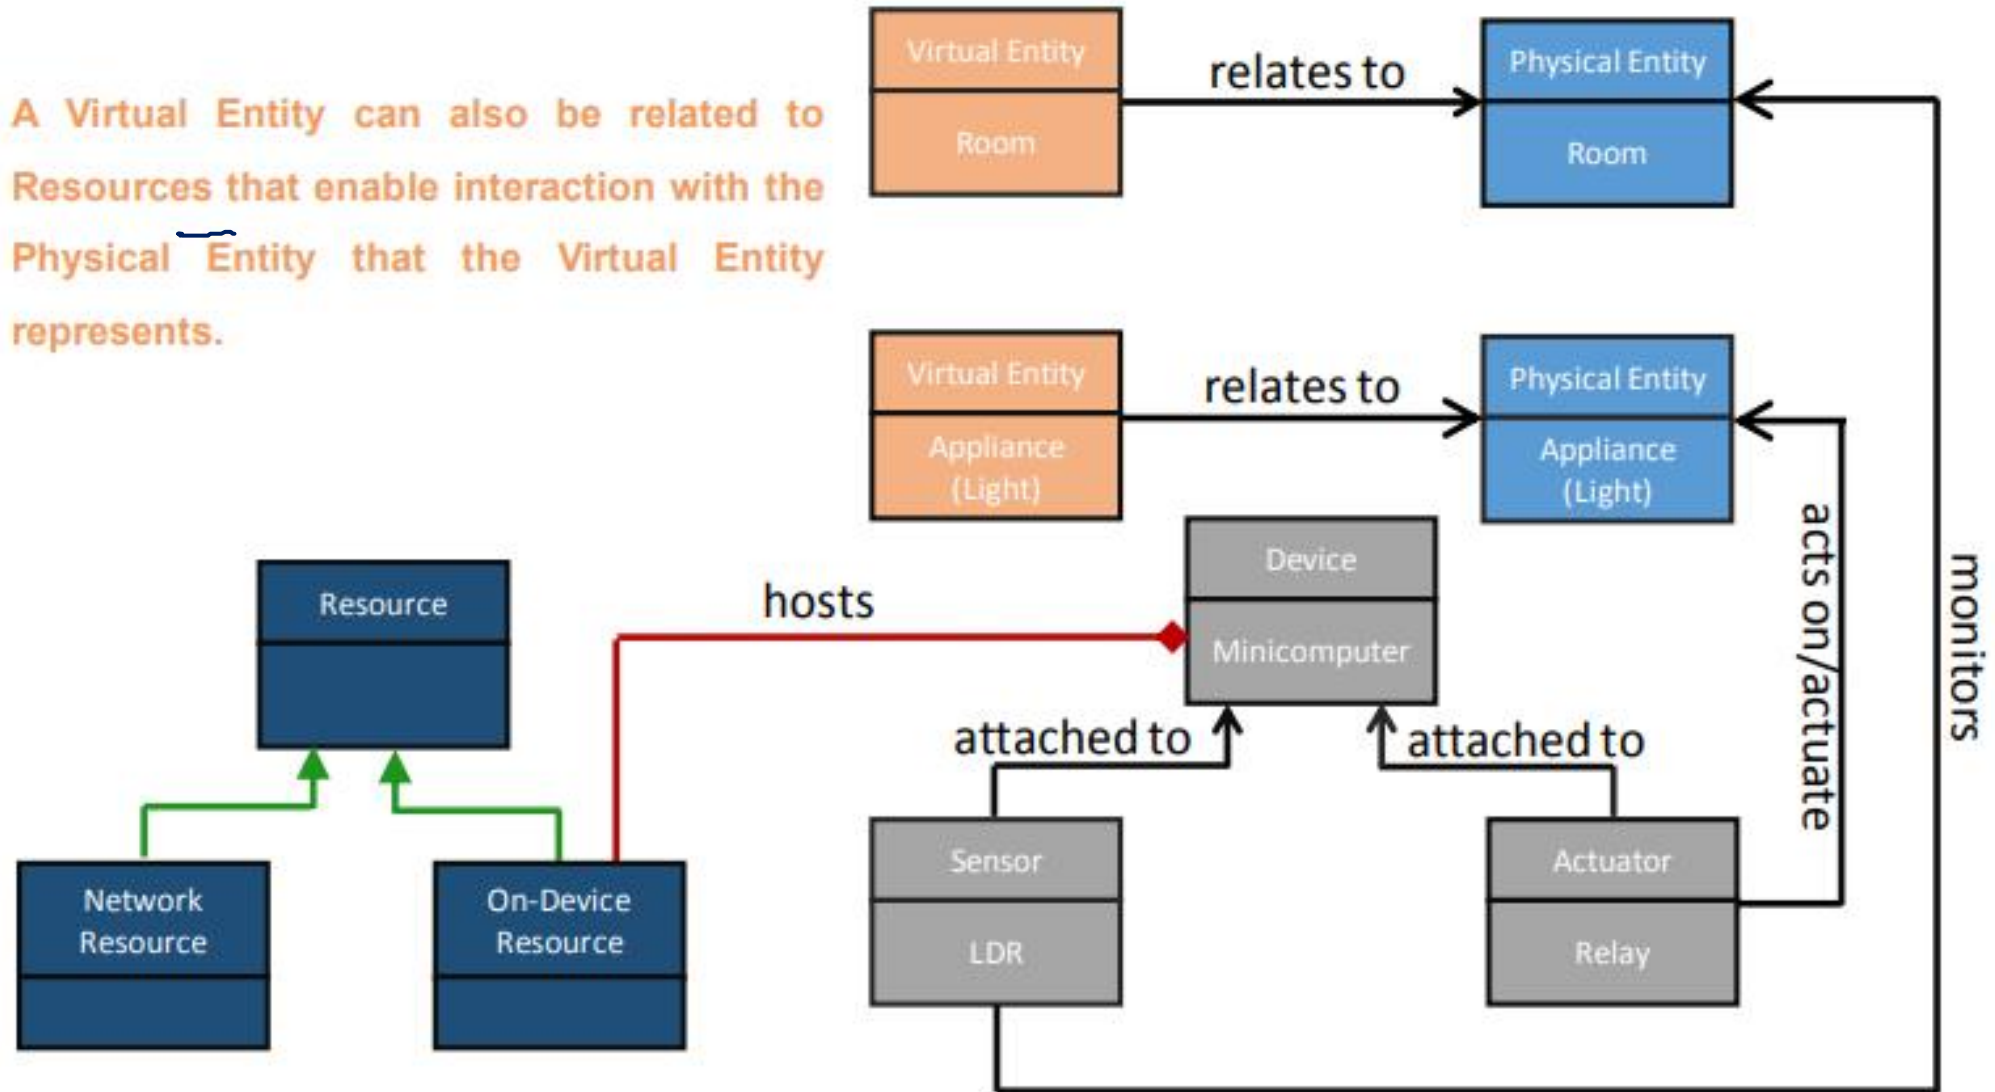 A Virtual Entity can also be related to
Resources that enable interaction with the
Physical Entity that the Virtual Entity
represents.
Virtual Entity
Room
relates to
Physical Entity
Room
Virtual Entity
Appliance
(Light)
relates to
Physical Entity
Appliance
(Light)
Resource
hosts
Device
Minicomputer
acts on/actuate
monitors
attached to
attached to
Network
Resource
On-Device
Resource
Sensor
LDR
Actuator
Relay